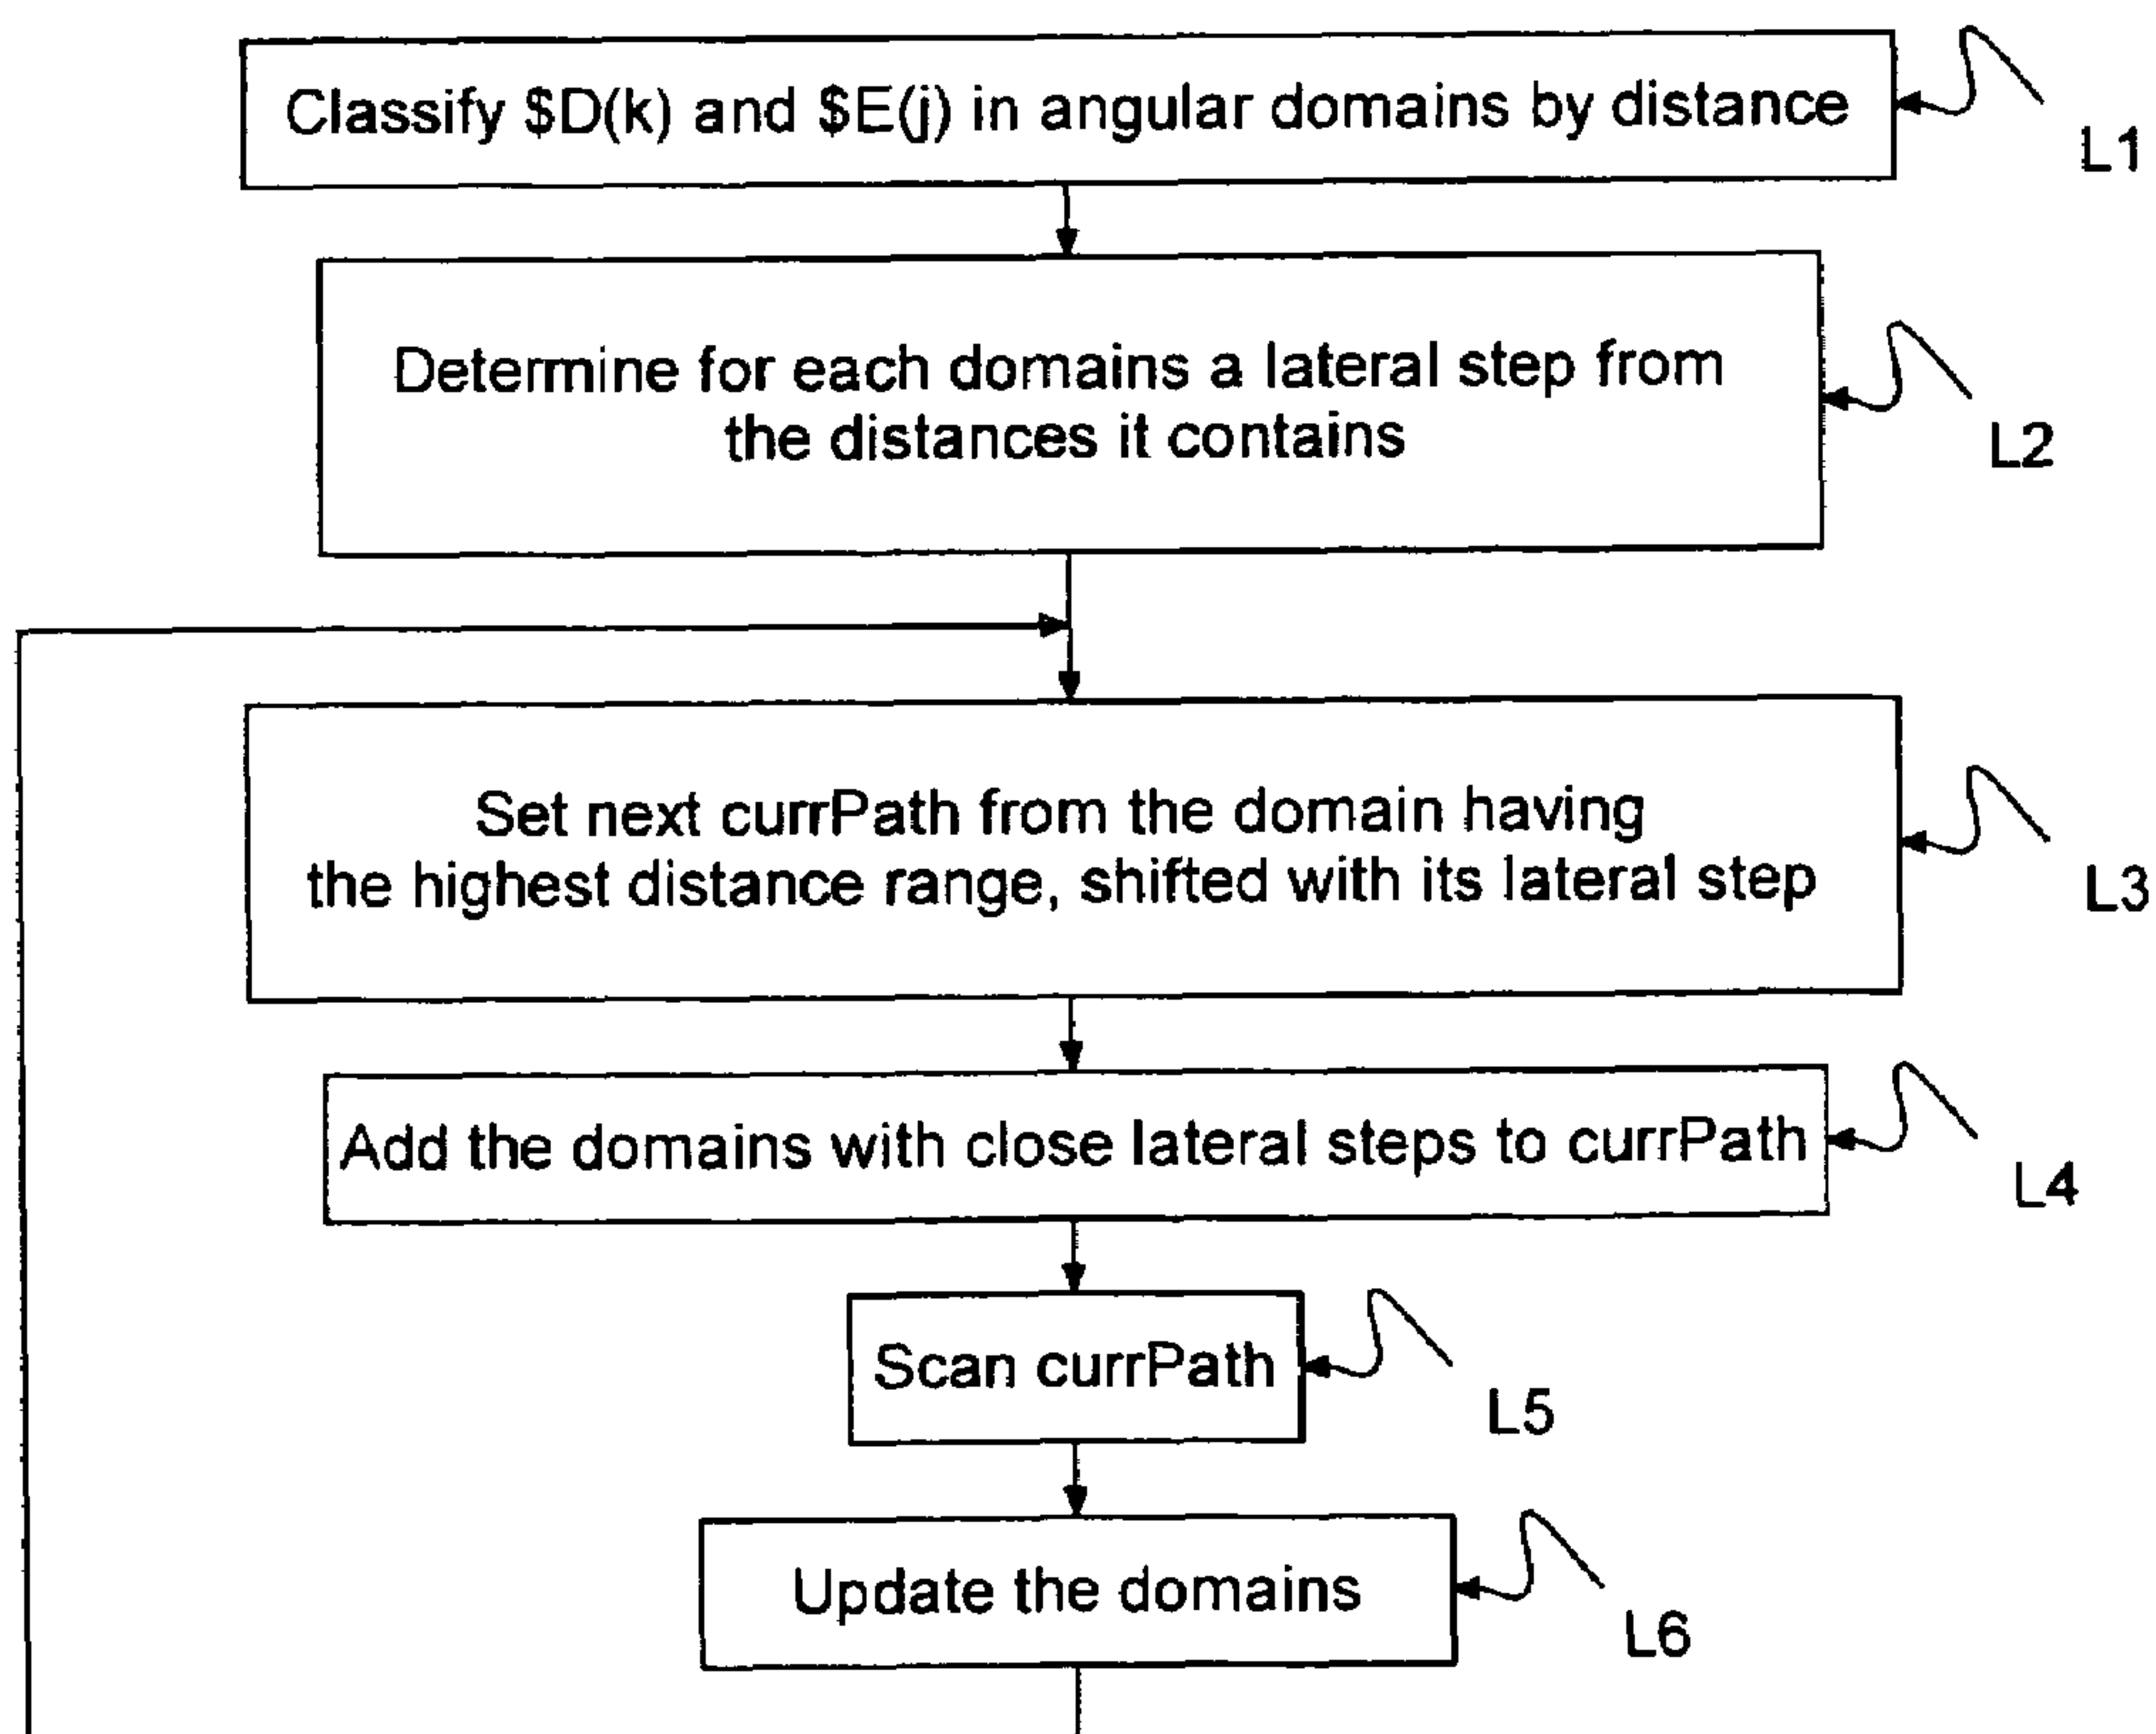 Classify $D(k) and $E(j) in angular domains by distance
L1
Determine for each domains a lateral step from
the distances it contains
L2
Set next currPath from the domain having
the highest distance range, shifted with its lateral step
L3
Add the domains with close lateral steps to currPath
L4
Scan currPath
L5
Update the domains
L6